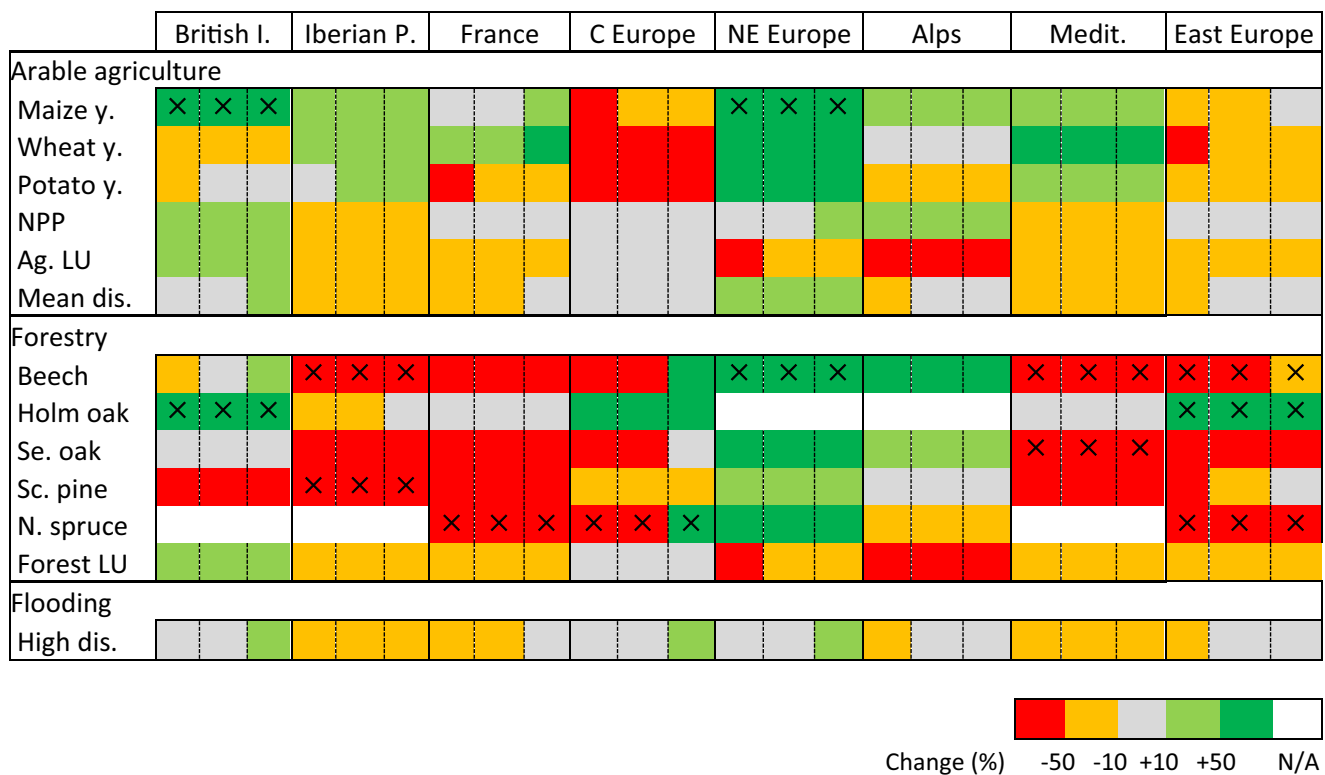 British I. Iberian P. France C Europe NE Europe Alps Medit. East Europe
Arable agriculture
Maize y. × × × × × ×
Wheat y.
Potato y.
NPP
Ag. LU
Mean dis.
Forestry
Beech × × × × × × × × × × × ×
Holm oak × × × × × ×
Se. oak × × ×
Sc. pine × × ×
N. spruce × × × × × × × × ×
Forest LU
Flooding
High dis.
Change (%) -50 -10 +10 +50 N/A